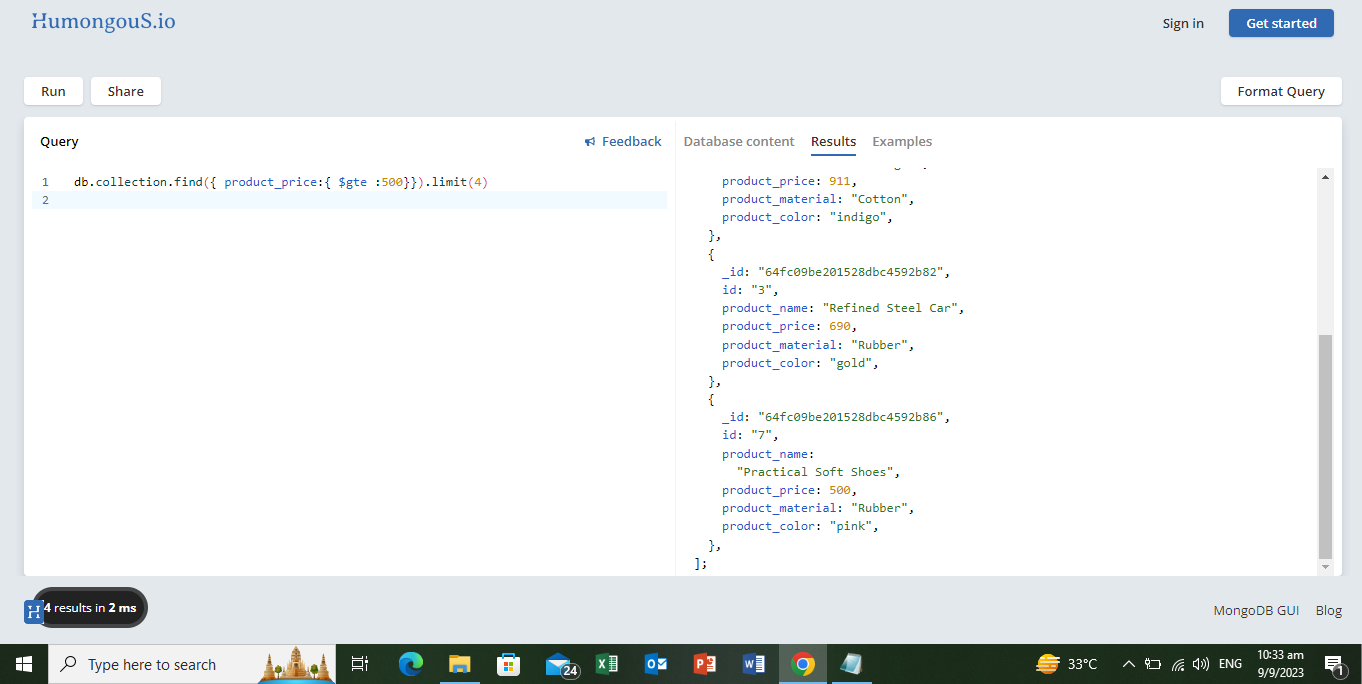 HumongouS.io
Sign in
Get started
Run
Share
Format Query
Query
Feedback
Database content
Results
Examples
1 db.collection.find({ product_price:{ $gte :500}}).limit(4)
2
product_price: 911,
product_material: "Cotton",
product_color: "indigo",
},
{
_id: "64fc09be201528dbc4592b82",
id: "3",
product_name: "Refined Steel Car",
product_price: 690,
product_material: "Rubber",
product_color: "gold",
},
{
_id: "64fc09be201528dbc4592b86",
id: "7",
product_name:
"Practical Soft Shoes",
product_price: 500,
product_material: "Rubber",
product_color: "pink",
},
];
H
4 results in 2 ms
MongoDB GUI
Blog
Type here to search
24
33°C
ENG
10:33 am
9/9/2023
1